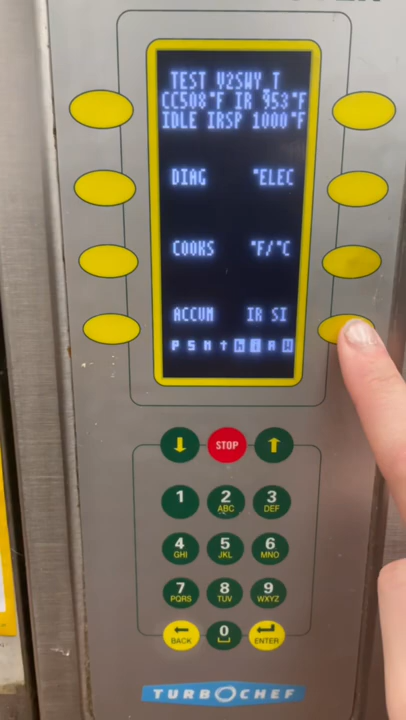 TEST V2SWY T
CC508°F IR 953°F
IDLE IRSP 1000°F
DIAG °ELEC
COOKS °F/°C
ACCUM IR SI
P S M ↑ h i R W
↓ STOP ↑
1 2 ABC 3 DEF
4 GHI 5 JKL 6 MNO
7 PQRS 8 TUV 9 WXYZ
← BACK 0 ENTER
TURBOCHEF